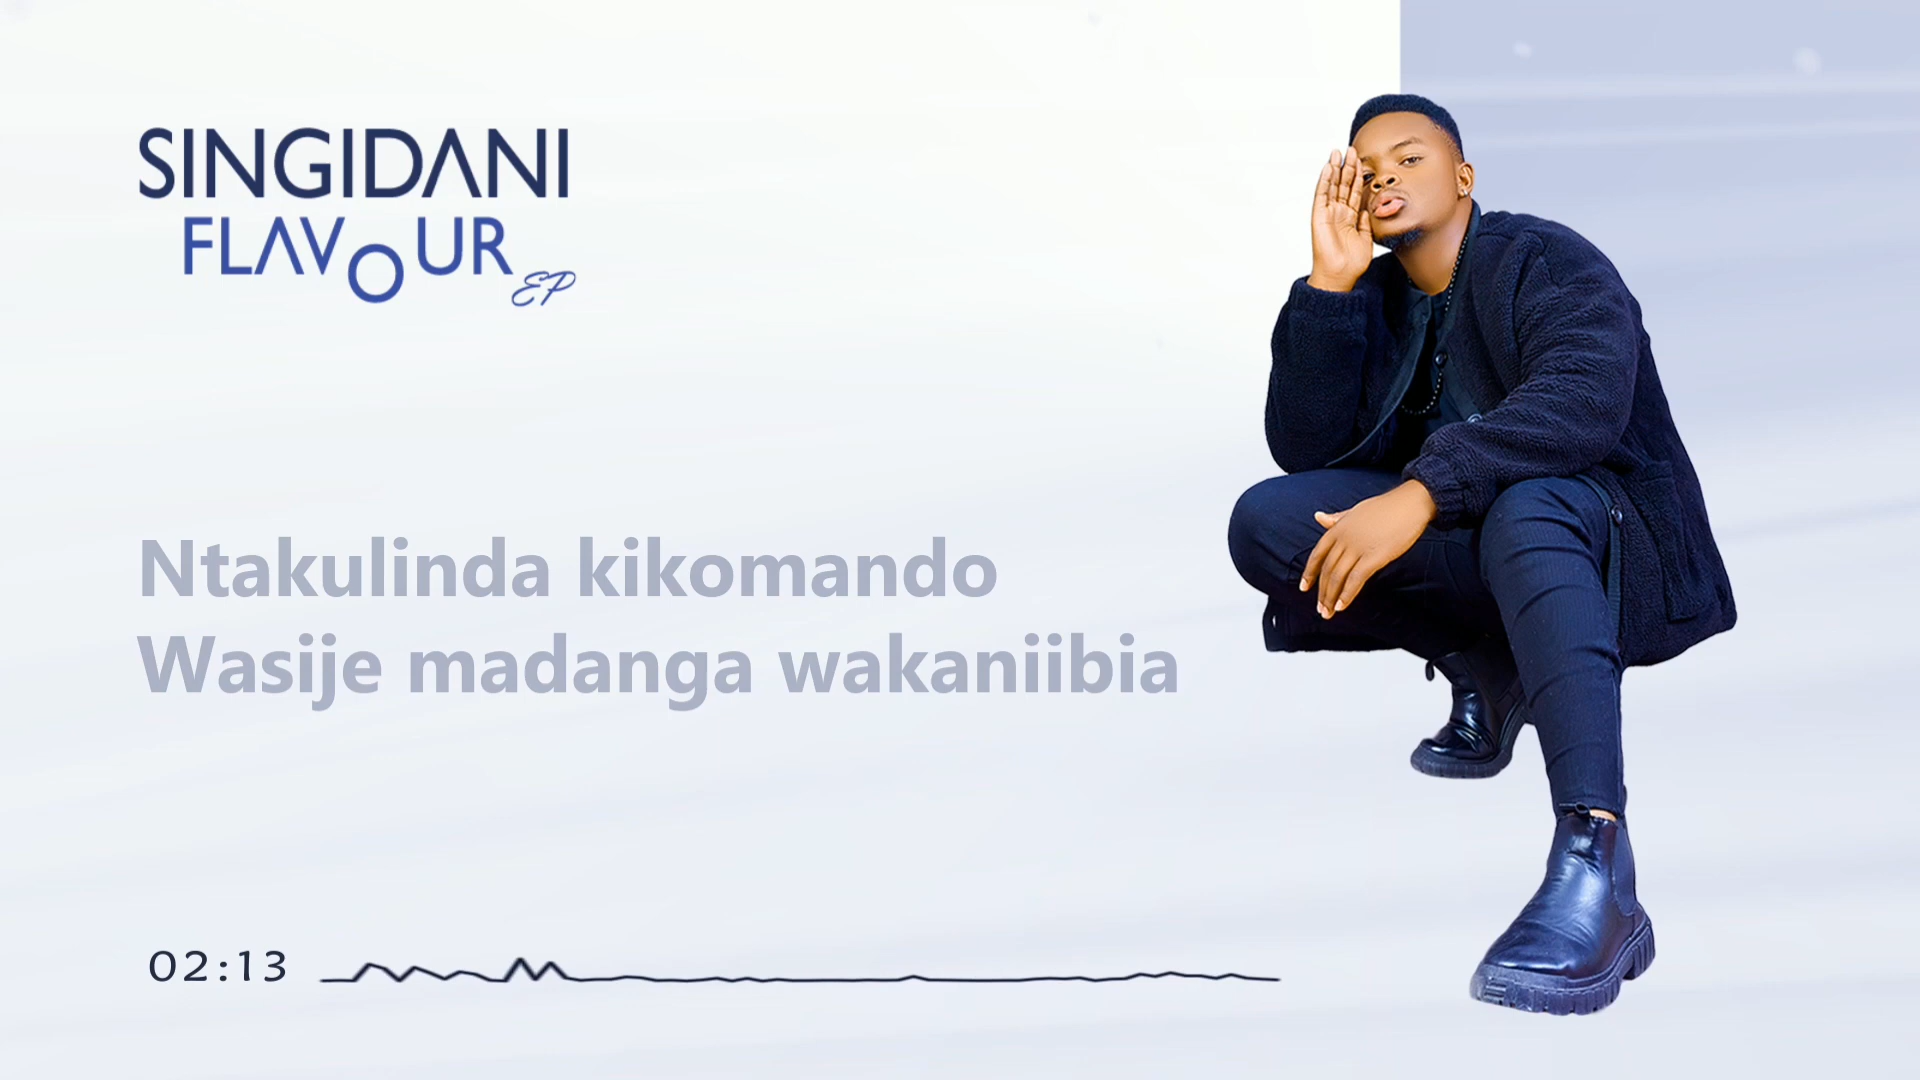 SINGIDANI
FLAVOUR
EP
Ntakulinda kikomando
Wasije madanga wakaniibia
02:13